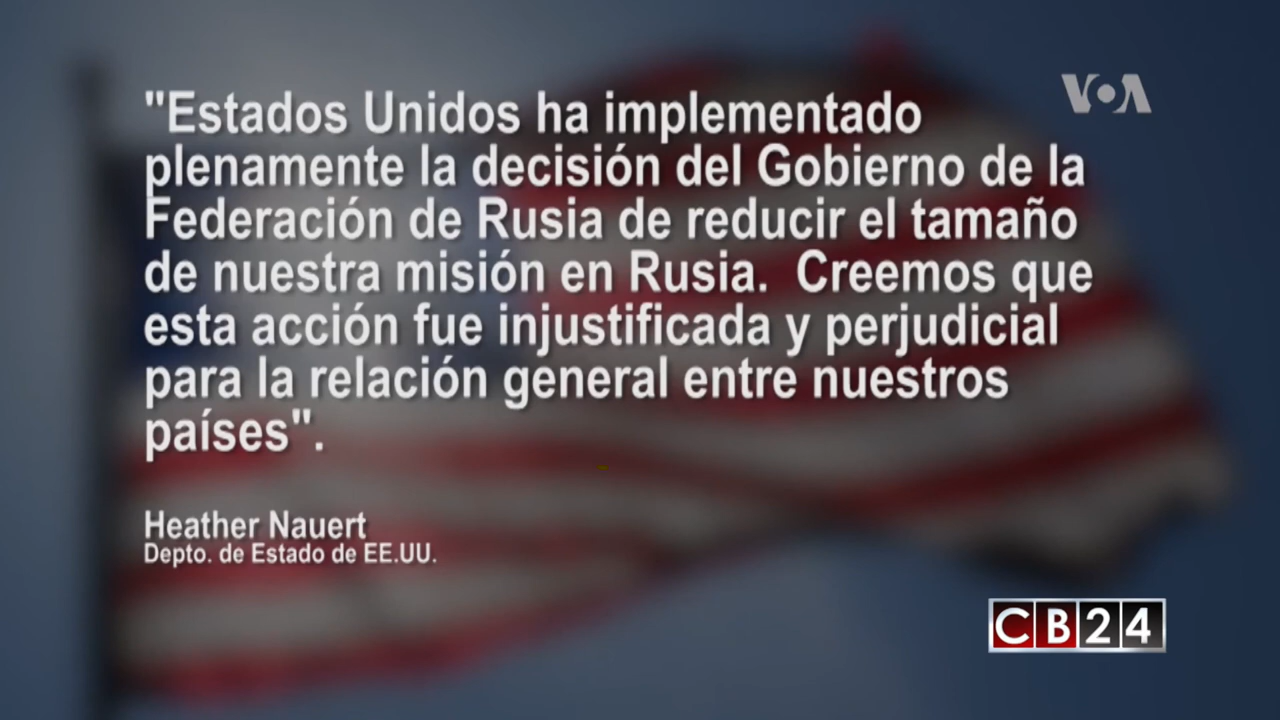 VOA
"Estados Unidos ha implementado
plenamente la decisión del Gobierno de la
Federación de Rusia de reducir el tamaño
de nuestra misión en Rusia.  Creemos que
esta acción fue injustificada y perjudicial
para la relación general entre nuestros
países".
Heather Nauert
Depto. de Estado de EE.UU.
CB24